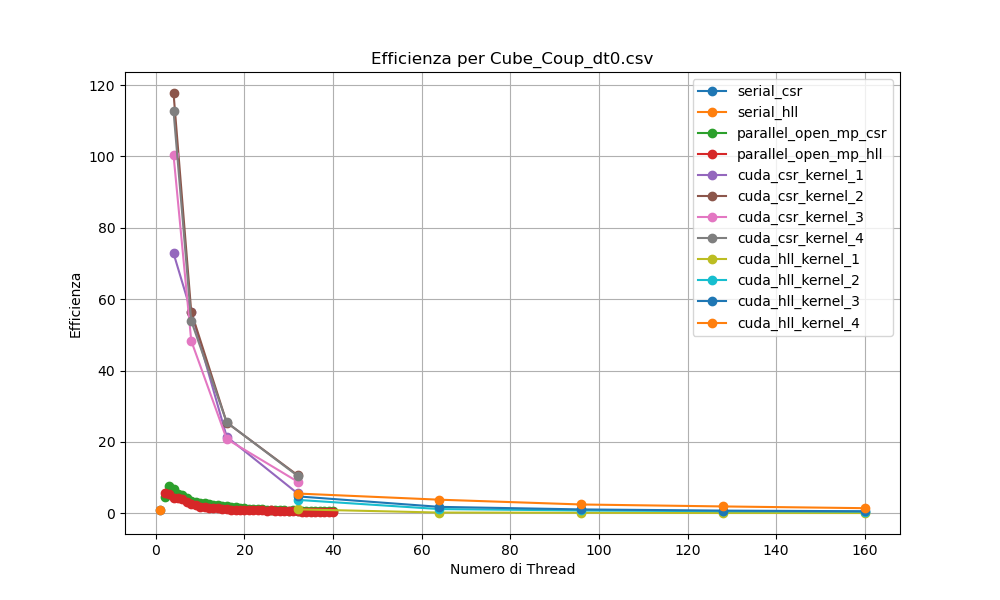 Efficienza per Cube_Coup_dt0.csv
120
100
80
60
40
20
0
Efficienza
0 20 40 60 80 100 120 140 160
Numero di Thread
serial_csr
serial_hll
parallel_open_mp_csr
parallel_open_mp_hll
cuda_csr_kernel_1
cuda_csr_kernel_2
cuda_csr_kernel_3
cuda_csr_kernel_4
cuda_hll_kernel_1
cuda_hll_kernel_2
cuda_hll_kernel_3
cuda_hll_kernel_4